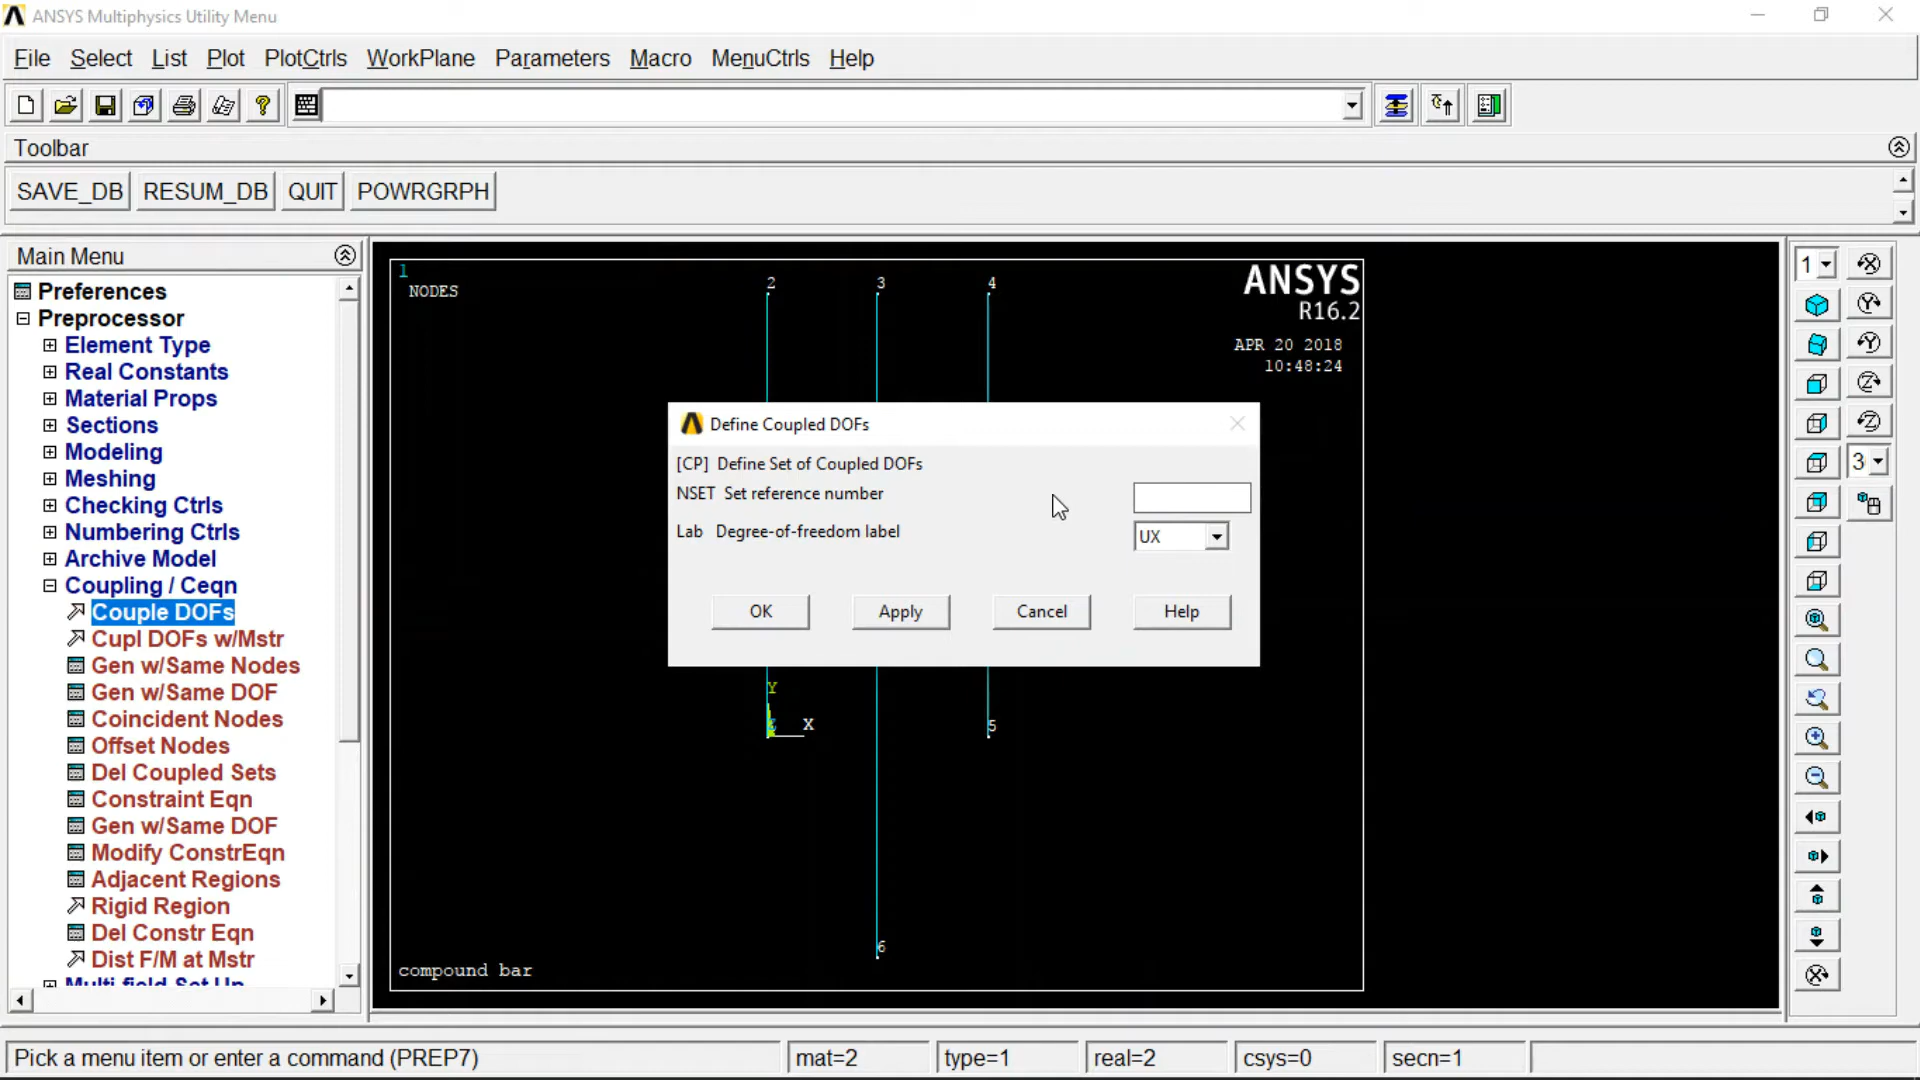 ANSYS Multiphysics Utility Menu
File Select List Plot PlotCtrls WorkPlane Parameters Macro MenuCtrls Help
Toolbar
SAVE_DB RESUM_DB QUIT POWRGRPH
Main Menu
Preferences
Preprocessor
Element Type
Real Constants
Material Props
Sections
Modeling
Meshing
Checking Ctrls
Numbering Ctrls
Archive Model
Coupling / Ceqn
Couple DOFs
Cupl DOFs w/Mstr
Gen w/Same Nodes
Gen w/Same DOF
Coincident Nodes
Offset Nodes
Del Coupled Sets
Constraint Eqn
Gen w/Same DOF
Modify ConstrEqn
Adjacent Regions
Rigid Region
Del Constr Eqn
Dist F/M at Mstr
Multi-field Set Up
1
NODES
2 3 4
ANSYS
R16.2
APR 20 2018
10:48:24
Define Coupled DOFs
[CP] Define Set of Coupled DOFs
NSET Set reference number
Lab Degree-of-freedom label
UX
OK Apply Cancel Help
Y
X
5
6
compound bar
1
3
Pick a menu item or enter a command (PREP7)
mat=2 type=1 real=2 csys=0 secn=1